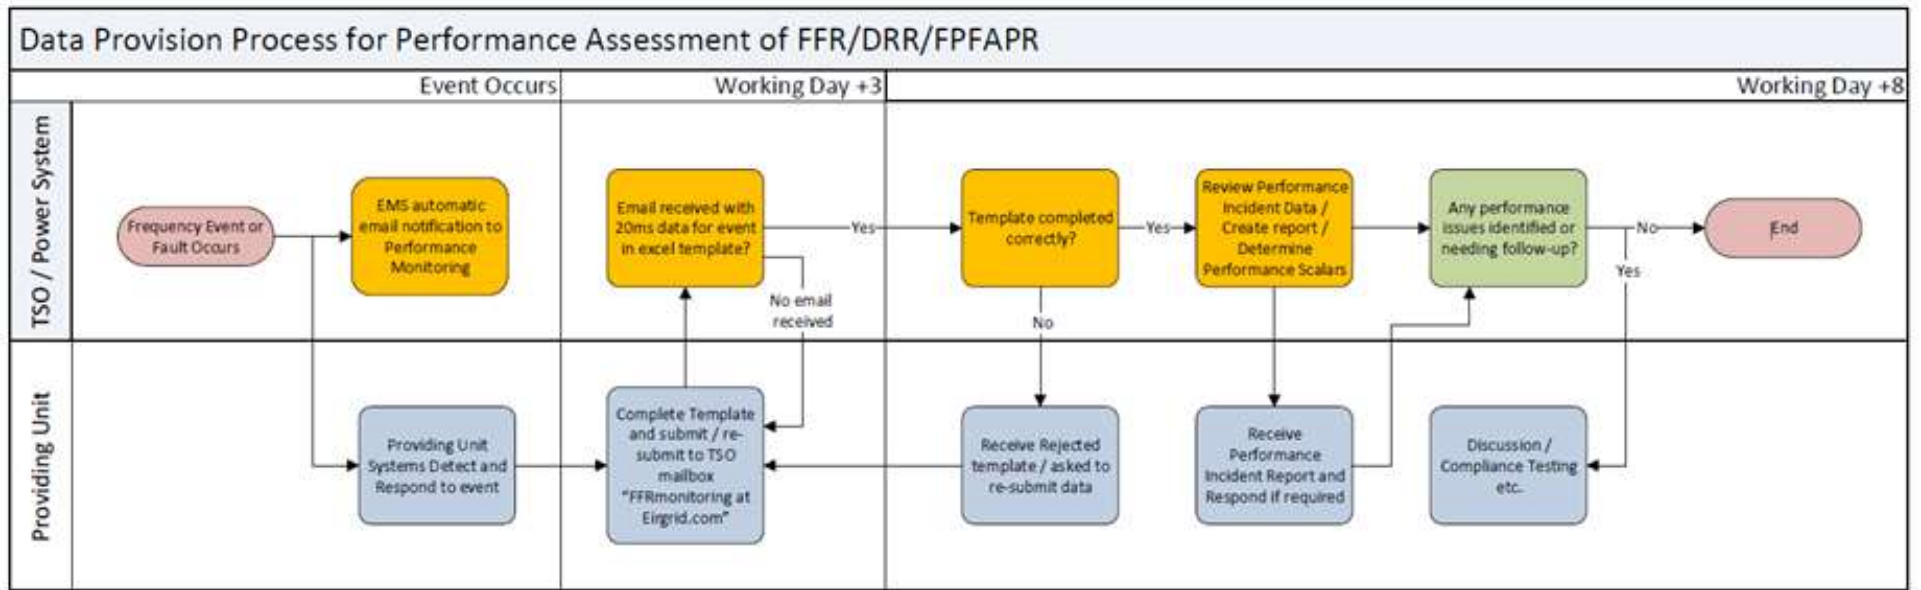 Data Provision Process for Performance Assessment of FFR/DRR/FPFAPR
Event Occurs
Working Day +3
Working Day +8
TSO / Power System
Frequency Event or
Fault Occurs
EMS automatic
email notification to
Performance
Monitoring
Email received with
20ms data for event
in excel template?
Yes
No email
received
Template completed
correctly?
Yes
No
Review Performance
Incident Data /
Create report /
Determine
Performance Scalars
Any performance
issues identified or
needing follow-up?
No
Yes
End
Providing Unit
Providing Unit
Systems Detect and
Respond to event
Complete Template
and submit / re-
submit to TSO
mailbox
"FFRmonitoring at
Eirgrid.com"
Receive Rejected
template / asked to
re-submit data
Receive
Performance
Incident Report and
Respond if required
Discussion /
Compliance Testing
etc.